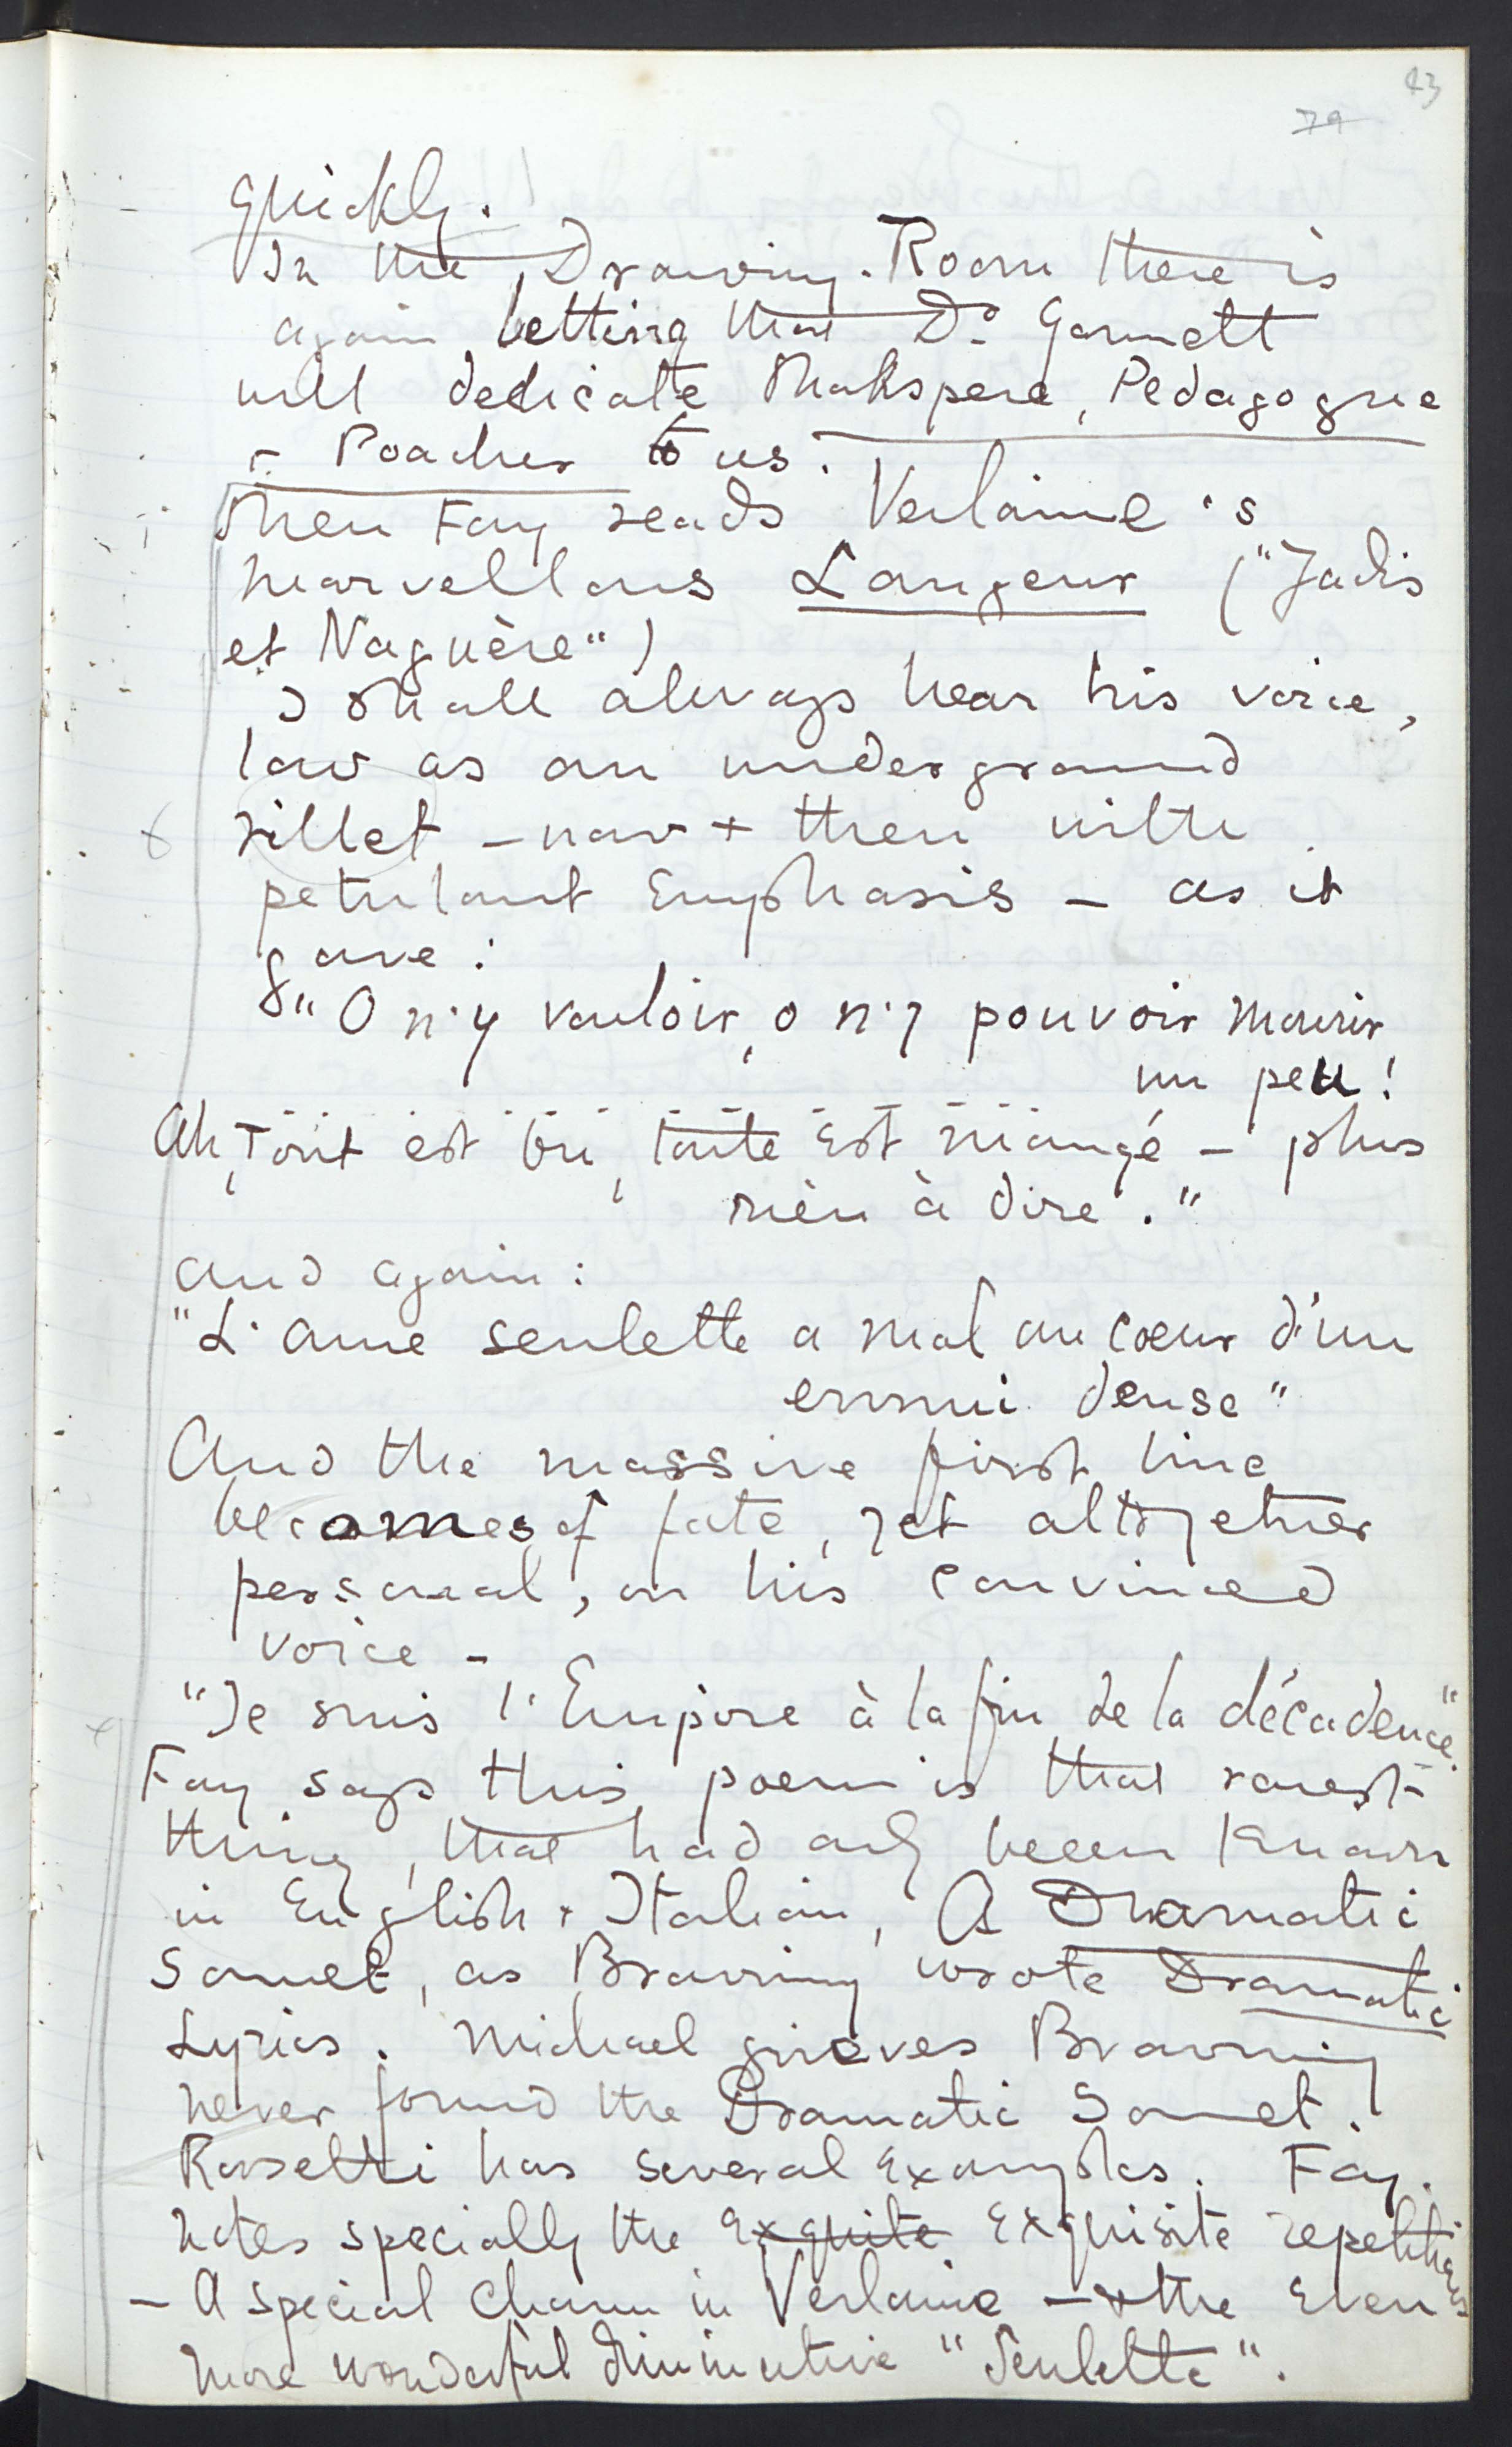 43
79
quickly.
In the Drawing-Room there is
again betting that Dr Garnett
will dedicate Shakspere, Pedagogue
& Poacher to us.
Then Fay reads Verlaine's
marvellous Langeur ("Jadis
et Naguère")
I shall always hear his voice,
low as an underground
rillet – now + then with
petulant emphasis – as it
gave:
"O n'y vouloir, o n'y pouvoir mourir
un peu!
Ah, Tout est bu, toute est mangé – plus
rien à dire."
and again:
"L'ame seulette a mal au coeur d'un
ennui dense"
And the massive first line
becomes of fate, yet altogether
personal, on his convinced
voice –
"Je suis l'Empire à la fin de la décadence".
Fay says this poem is that rarest
thing, that had only been known
in English & Italian, A Dramatic
Sonnet, as Browning wrote Dramatic
Lyrics. Michael grieves Browning
never found the Dramatic Sonnet.
Rossetti has several examples. Fay.
notes specially the exquite exquisite repetitions
– A special charm in Verlaine – & the even
more wonderful diminutive "Seulette".